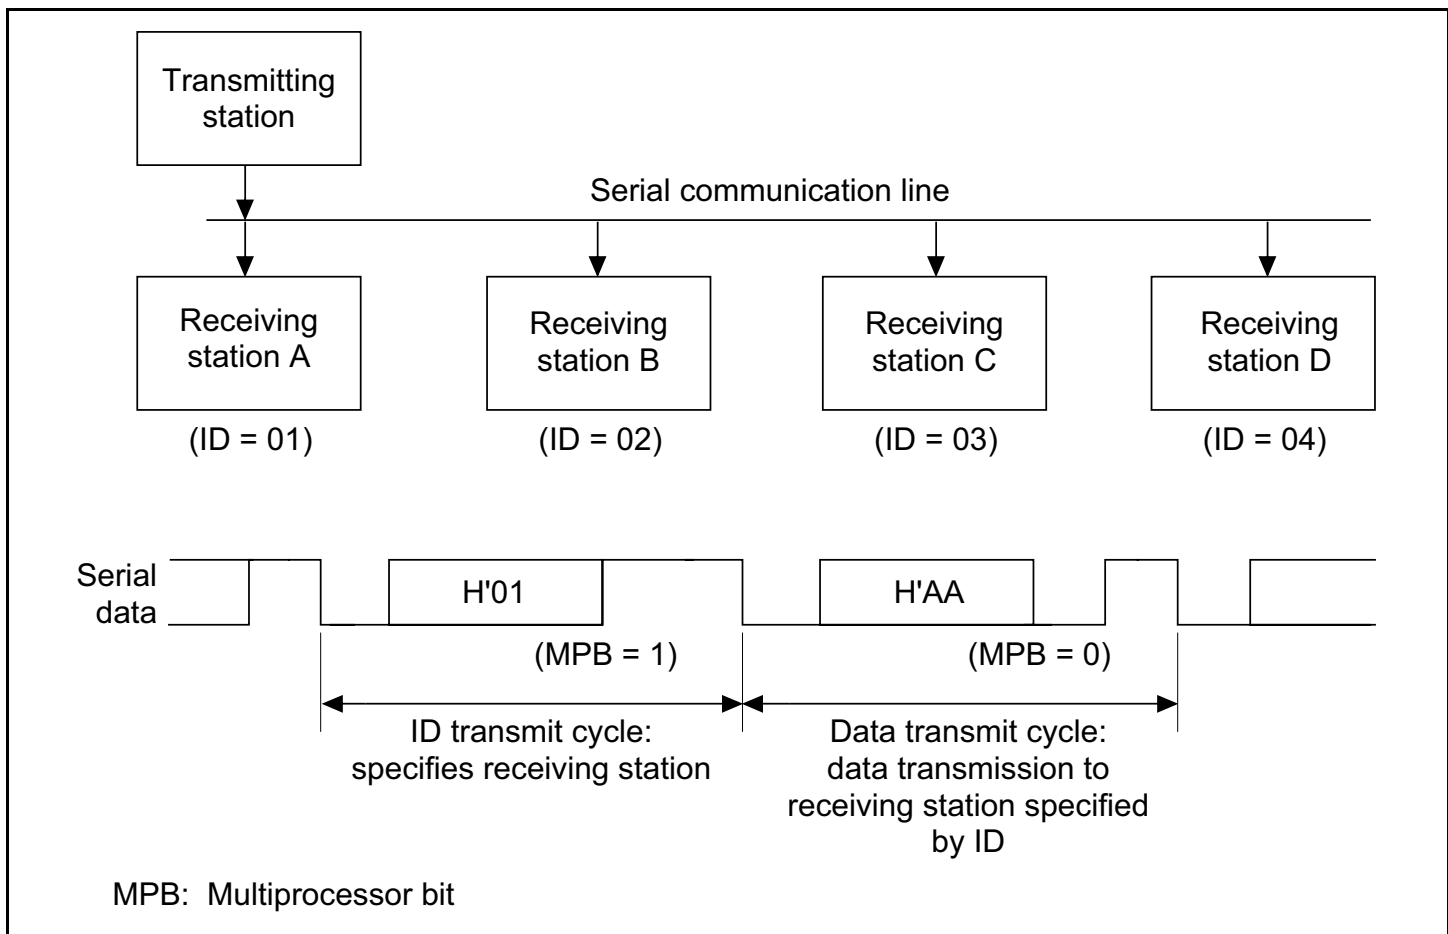 Transmitting
station
Serial communication line
Receiving
station A
Receiving
station B
Receiving
station C
Receiving
station D
(ID = 01)
(ID = 02)
(ID = 03)
(ID = 04)
Serial
data
H'01
H'AA
(MPB = 1)
(MPB = 0)
ID transmit cycle:
specifies receiving station
Data transmit cycle:
data transmission to
receiving station specified
by ID
MPB: Multiprocessor bit